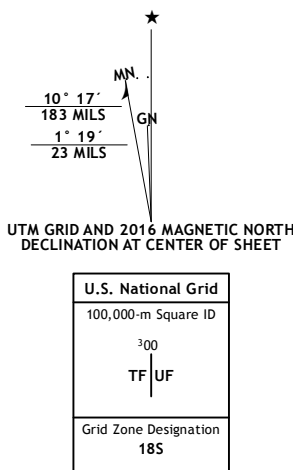 ★
MN
10° 17´
183 MILS
GN
1° 19´
23 MILS
UTM GRID AND 2016 MAGNETIC NORTH
DECLINATION AT CENTER OF SHEET
U.S. National Grid
100,000-m Square ID
³00
TF UF
Grid Zone Designation
18S